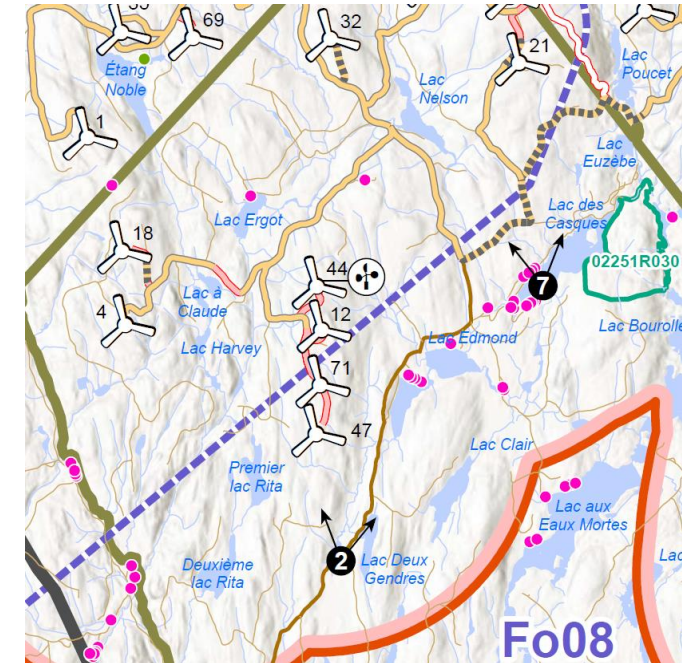 69
32
21
Lac
Poucet
Étang
Noble
Lac
Nelson
1
Lac
Euzèbe
Lac des
Casques
Lac Ergot
18
02251R030
44
7
4
Lac à
Claude
12
Lac Bourolle
Lac Edmond
Lac Harvey
71
47
Lac Clair
Premier
lac Rita
Lac aux
Eaux Mortes
2
Lac Deux
Gendres
Deuxième
lac Rita
Lac
Fo08